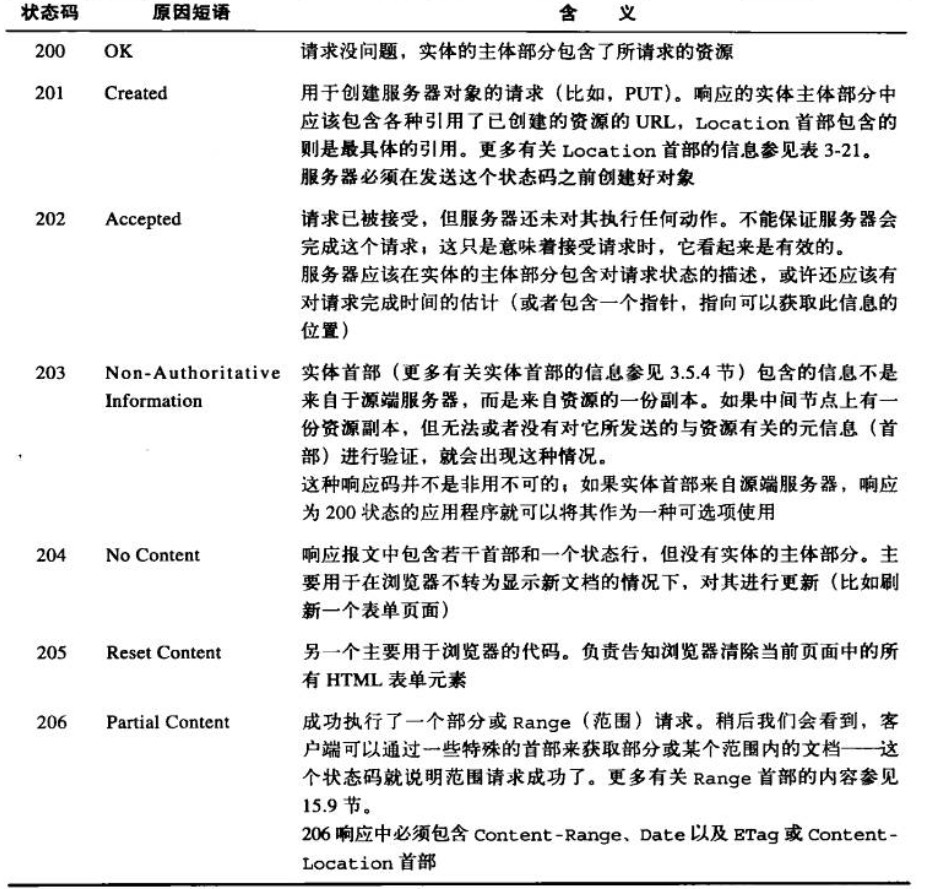 状态码 原因短语 含 义
200 OK 请求没问题，实体的主体部分包含了所请求的资源
201 Created 用于创建服务器对象的请求（比如，PUT）。响应的实体主体部分中
应该包含各种引用了已创建的资源的 URL，Location 首部包含的
则是最具体的引用。更多有关 Location 首部的信息参见表 3-21。
服务器必须在发送这个状态码之前创建好对象
202 Accepted 请求已被接受，但服务器还未对其执行任何动作。不能保证服务器会
完成这个请求；这只是意味着接受请求时，它看起来是有效的。
服务器应该在实体的主体部分包含对请求状态的描述，或许还应该有
对请求完成时间的估计（或者包含一个指针，指向可以获取此信息的
位置）
203 Non-Authoritative 实体首部（更多有关实体首部的信息参见 3.5.4 节）包含的信息不是
Information 来自于源端服务器，而是来自资源的一份副本。如果中间节点上有一
份资源副本，但无法或者没有对它所发送的与资源有关的元信息（首
部）进行验证，就会出现这种情况。
这种响应码并不是非用不可的；如果实体首部来自源端服务器，响应
为 200 状态的应用程序就可以将其作为一种可选项使用
204 No Content 响应报文中包含若干首部和一个状态行，但没有实体的主体部分。主
要用于在浏览器不转为显示新文档的情况下，对其进行更新（比如刷
新一个表单页面）
205 Reset Content 另一个主要用于浏览器的代码。负责告知浏览器清除当前页面中的所
有 HTML 表单元素
206 Partial Content 成功执行了一个部分或 Range（范围）请求。稍后我们会看到，客
户端可以通过一些特殊的首部来获取部分或某个范围内的文档——这
个状态码就说明范围请求成功了。更多有关 Range 首部的内容参见
15.9 节。
206 响应中必须包含 Content-Range、Date 以及 ETag 或 Content-
Location 首部